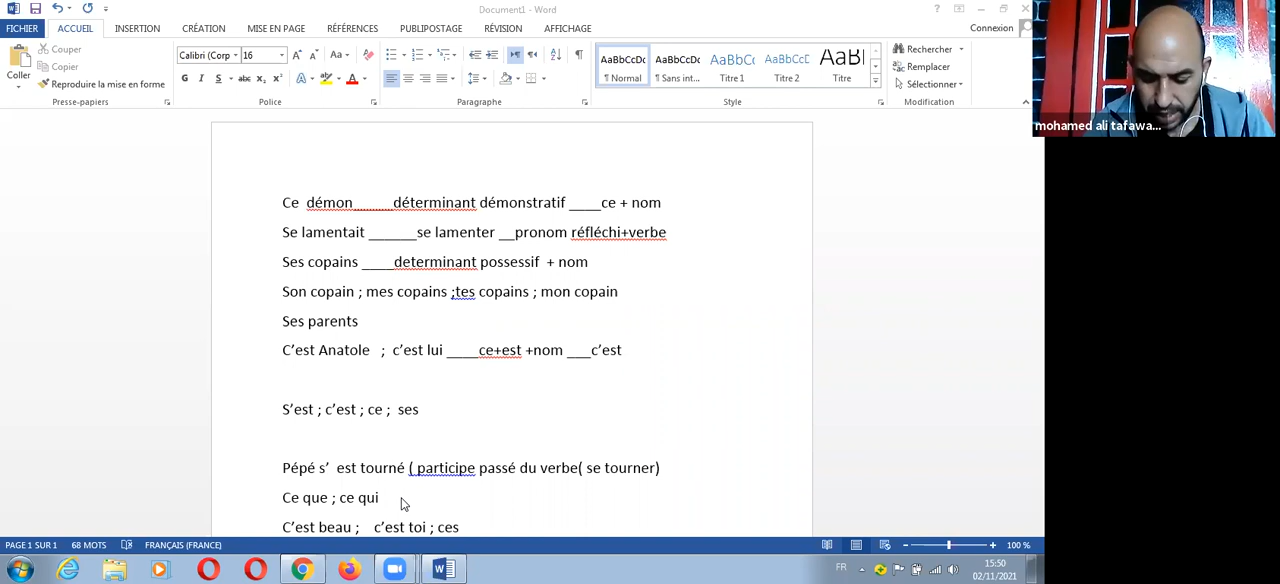 Document1 - Word
FICHIER ACCUEIL INSERTION CRÉATION MISE EN PAGE RÉFÉRENCES PUBLIPOSTAGE RÉVISION AFFICHAGE Connexion
Coller
Couper
Copier
Reproduire la mise en forme
Presse-papiers
Calibri (Corp 16
Police
Paragraphe
AaBbCcDc AaBbCcDc AaBbCc AaBbCcC AaBl
¶ Normal ¶ Sans int... Titre 1 Titre 2 Titre
Style
Rechercher
Remplacer
Sélectionner
Modification
mohamed ali tafawa...
Ce démon______déterminant démonstratif ____ce + nom
Se lamentait ______se lamenter __pronom réfléchi+verbe
Ses copains ____determinant possessif + nom
Son copain ; mes copains ;tes copains ; mon copain
Ses parents
C’est Anatole ; c’est lui ____ce+est +nom ___c’est
S’est ; c’est ; ce ; ses
Pépé s’ est tourné ( participe passé du verbe( se tourner)
Ce que ; ce qui
C’est beau ; c’est toi ; ces
PAGE 1 SUR 1 68 MOTS FRANÇAIS (FRANCE) 100 %
FR 15:50
02/11/2021